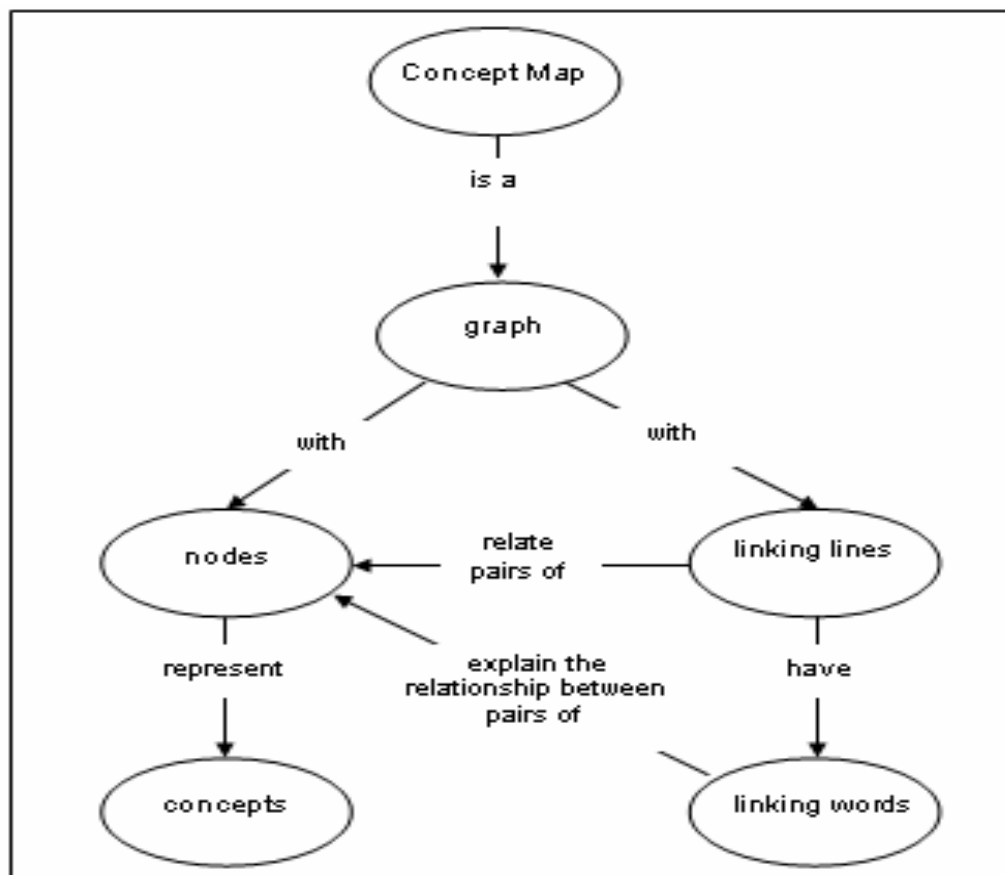 Concept Map
is a
graph
with
with
nodes
relate
pairs of
linking lines
represent
explain the
relationship between
pairs of
have
concepts
linking words